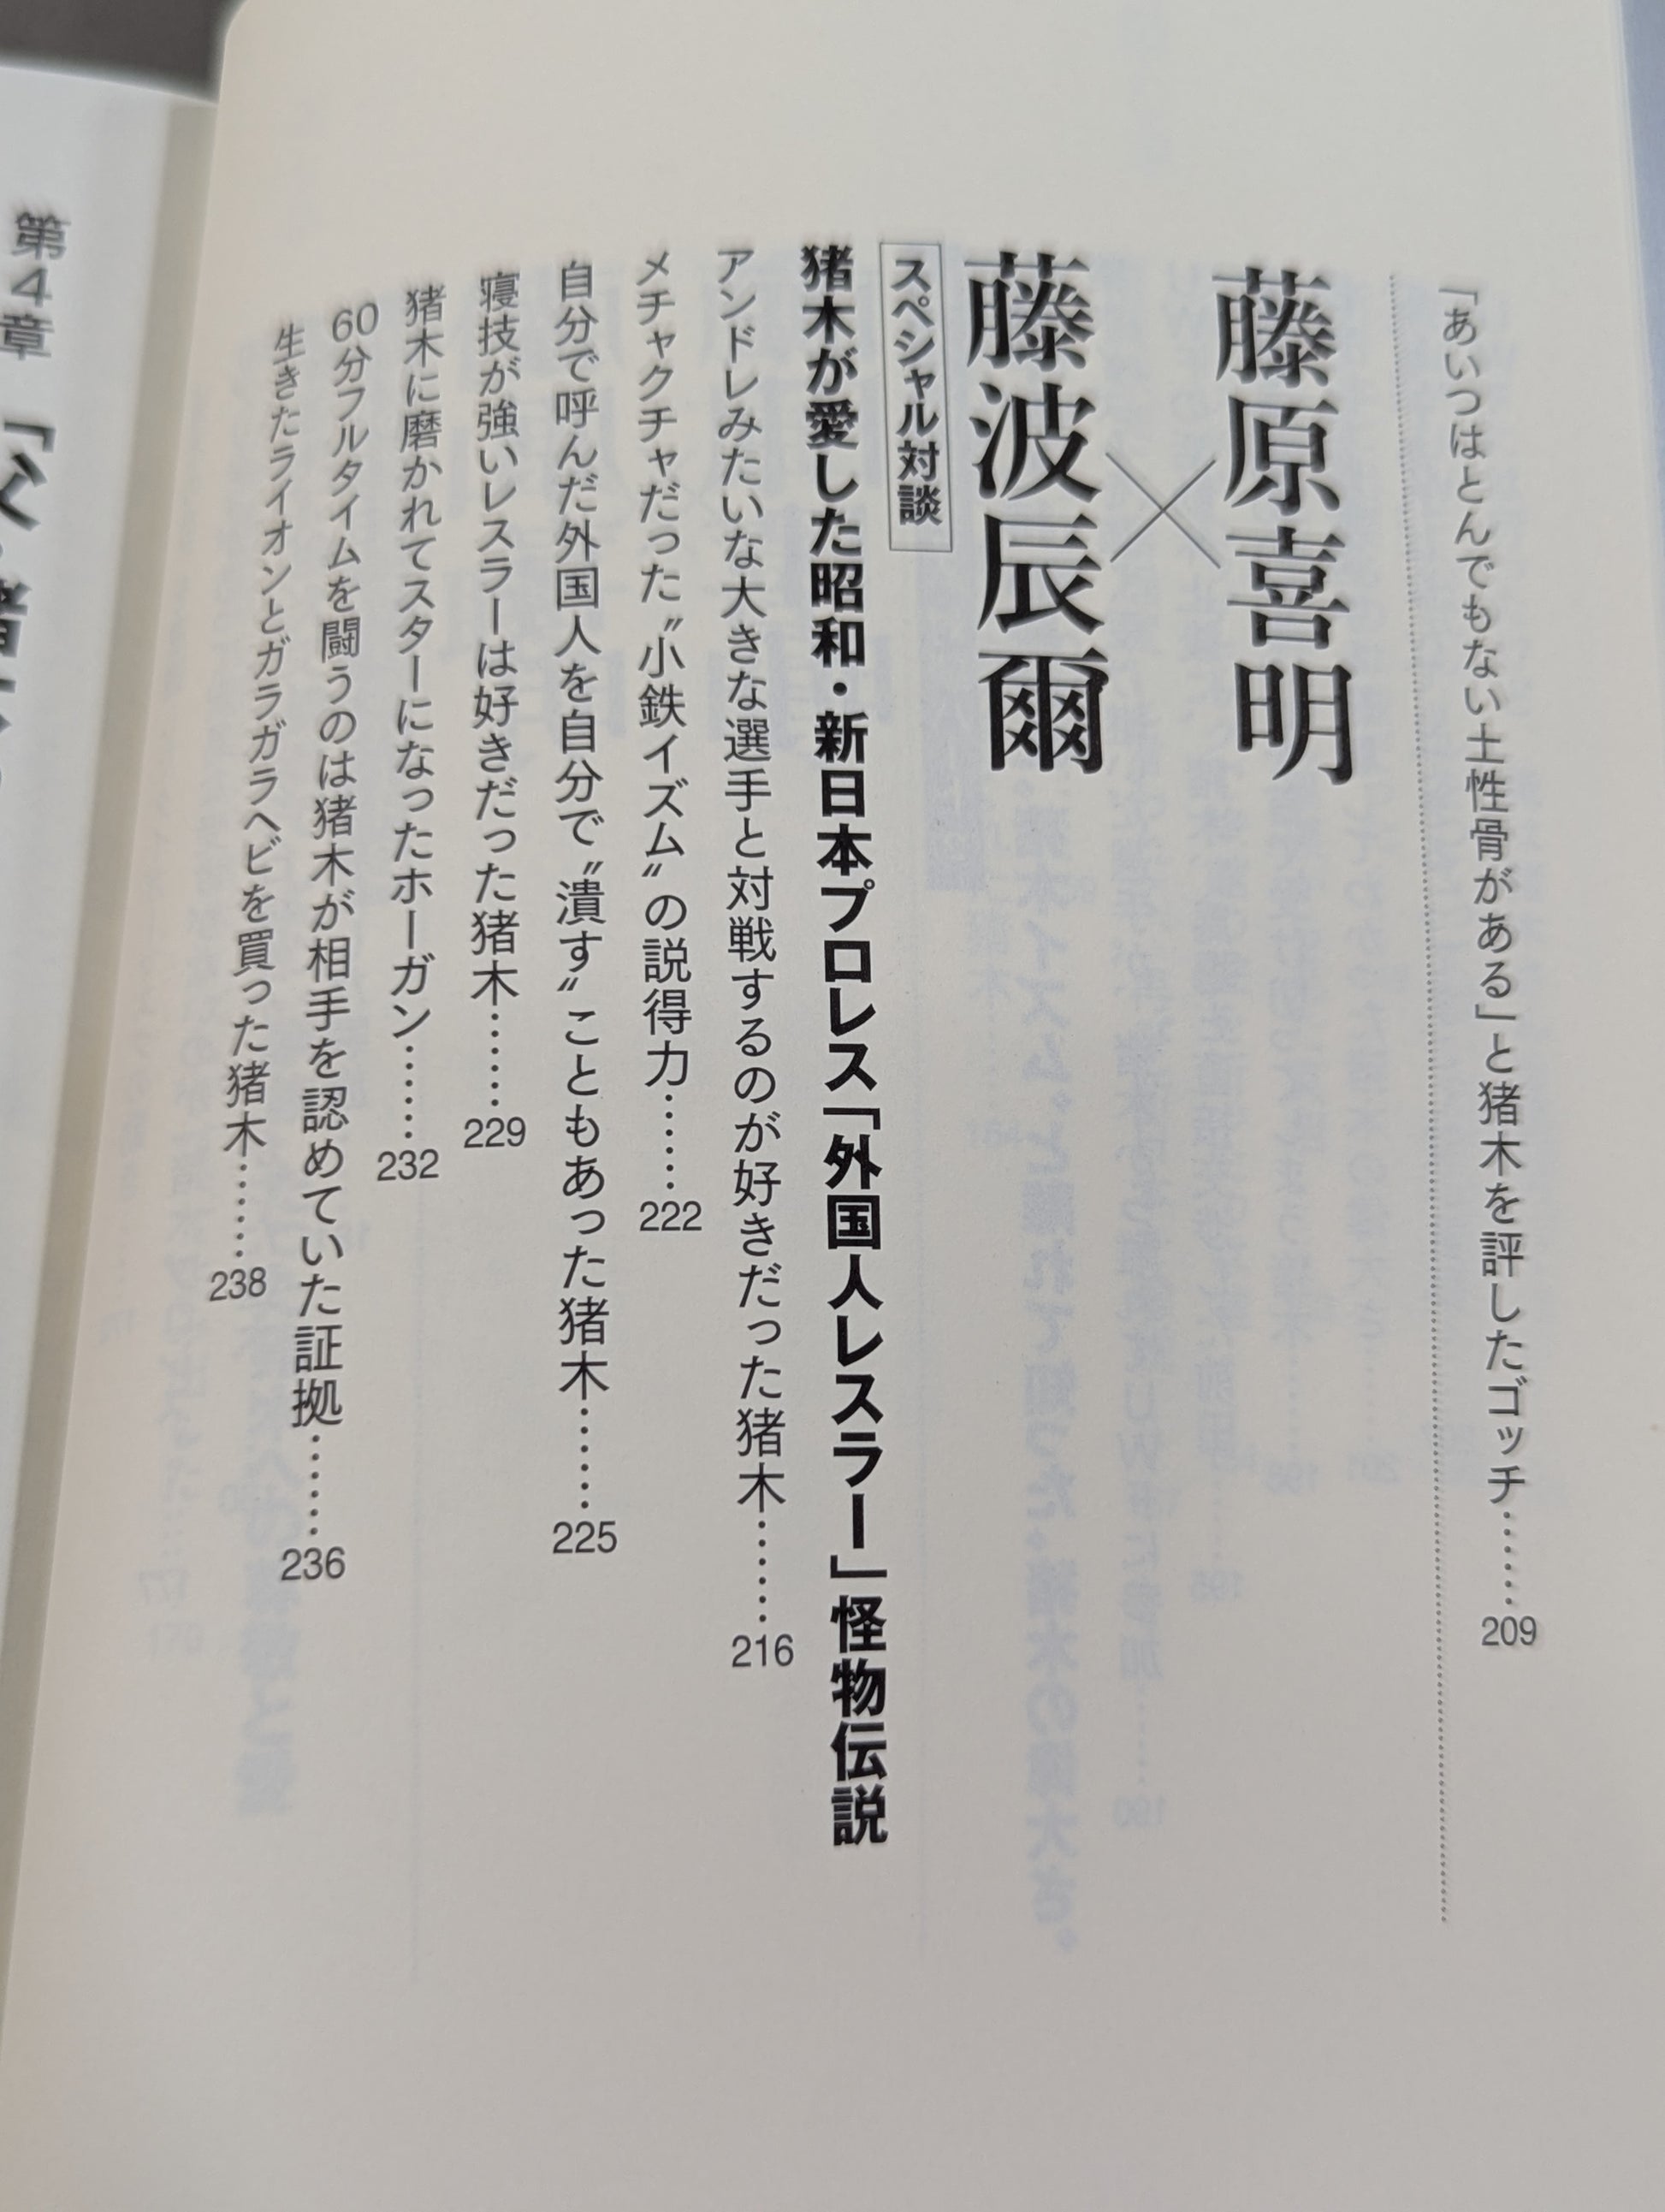 「あいつはとんでもない土性骨がある」と猪木を評したゴッチ……209
藤原喜明
×
藤波辰爾
スペシャル対談
猪木が愛した昭和・新日本プロレス「外国人レスラー」怪物伝説
アンドレみたいな大きな選手と対戦するのが好きだった猪木……216
メチャクチャだった〝小鉄イズム〟の説得力……222
自分で呼んだ外国人を自分で〝潰す〟こともあった猪木……225
寝技が強いレスラーは好きだった猪木……229
猪木に磨かれてスターになったホーガン……232
60分フルタイムを闘うのは猪木が相手を認めていた証拠……236
生きたライオンとガラガラヘビを買った猪木……238
第4章